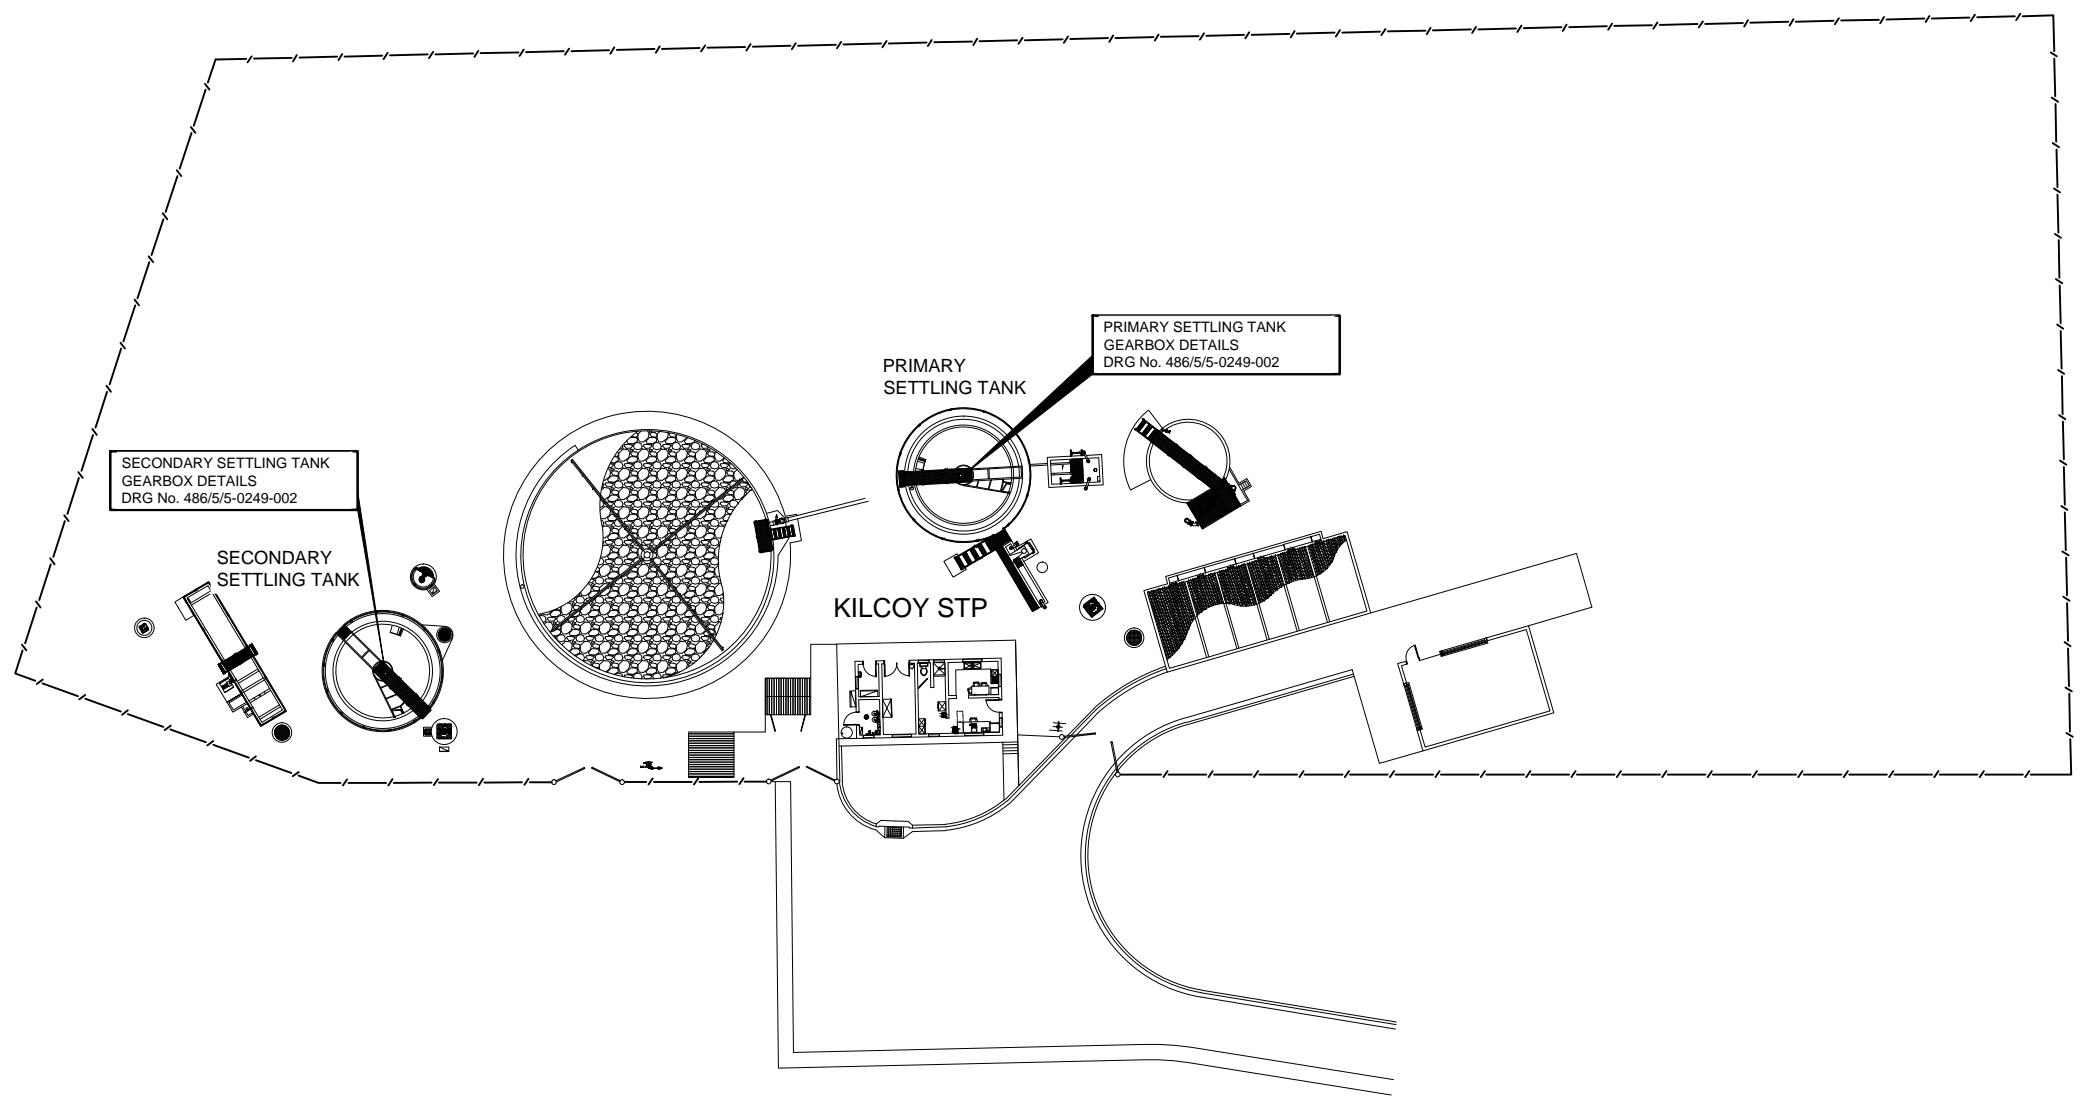 PRIMARY SETTLING TANK
GEARBOX DETAILS
DRG No. 486/5/5-0249-002
PRIMARY
SETTLING TANK
SECONDARY SETTLING TANK
GEARBOX DETAILS
DRG No. 486/5/5-0249-002
SECONDARY
SETTLING TANK
KILCOY STP